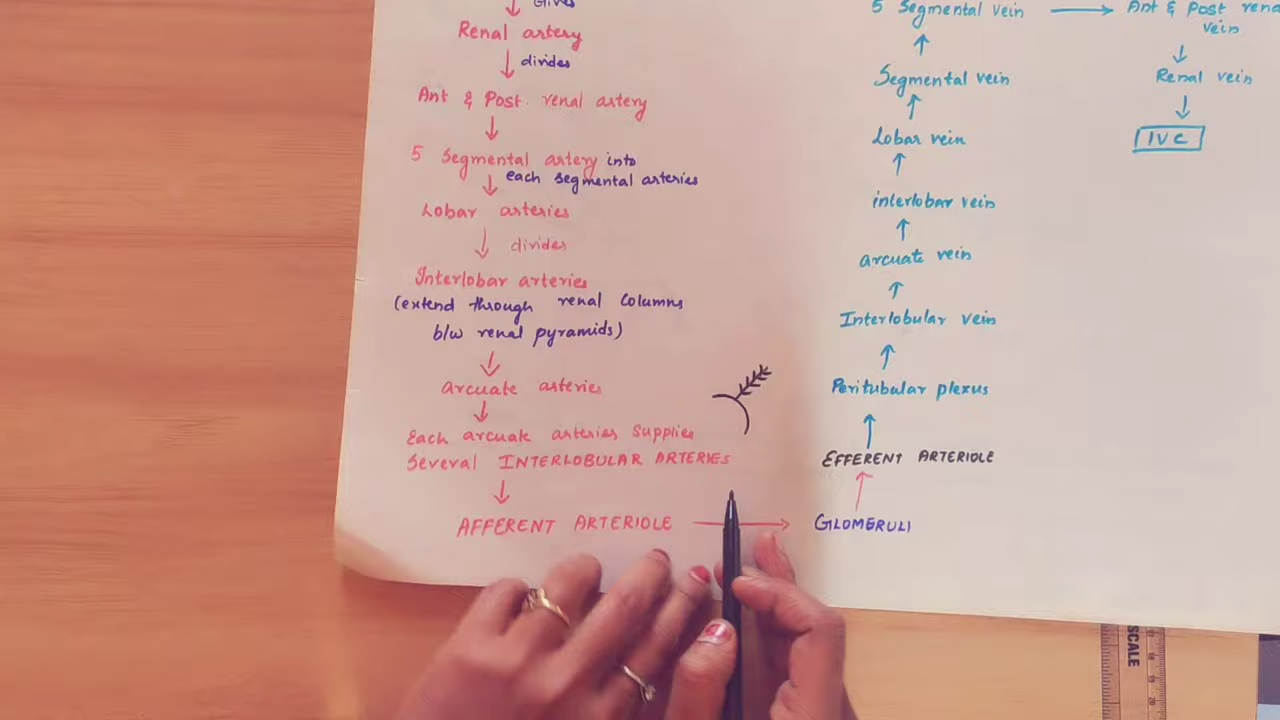 Gives
Renal artery
divides
Ant & Post. renal artery
5 Segmental artery into
each segmental arteries
Lobar arteries
divides
Interlobar arteries
(extend through renal columns
b/w renal pyramids)
arcuate arteries
Each arcuate arteries Supplies
Several INTERLOBULAR ARTERIES
AFFERENT ARTERIOLE
GLOMERULI
EFFERENT ARTERIOLE
Peritubular plexus
Interlobular vein
arcuate vein
interlobar vein
Lobar vein
Segmental vein
5 Segmental vein
Ant & Post rena
vein
Renal vein
IVC
SCALE